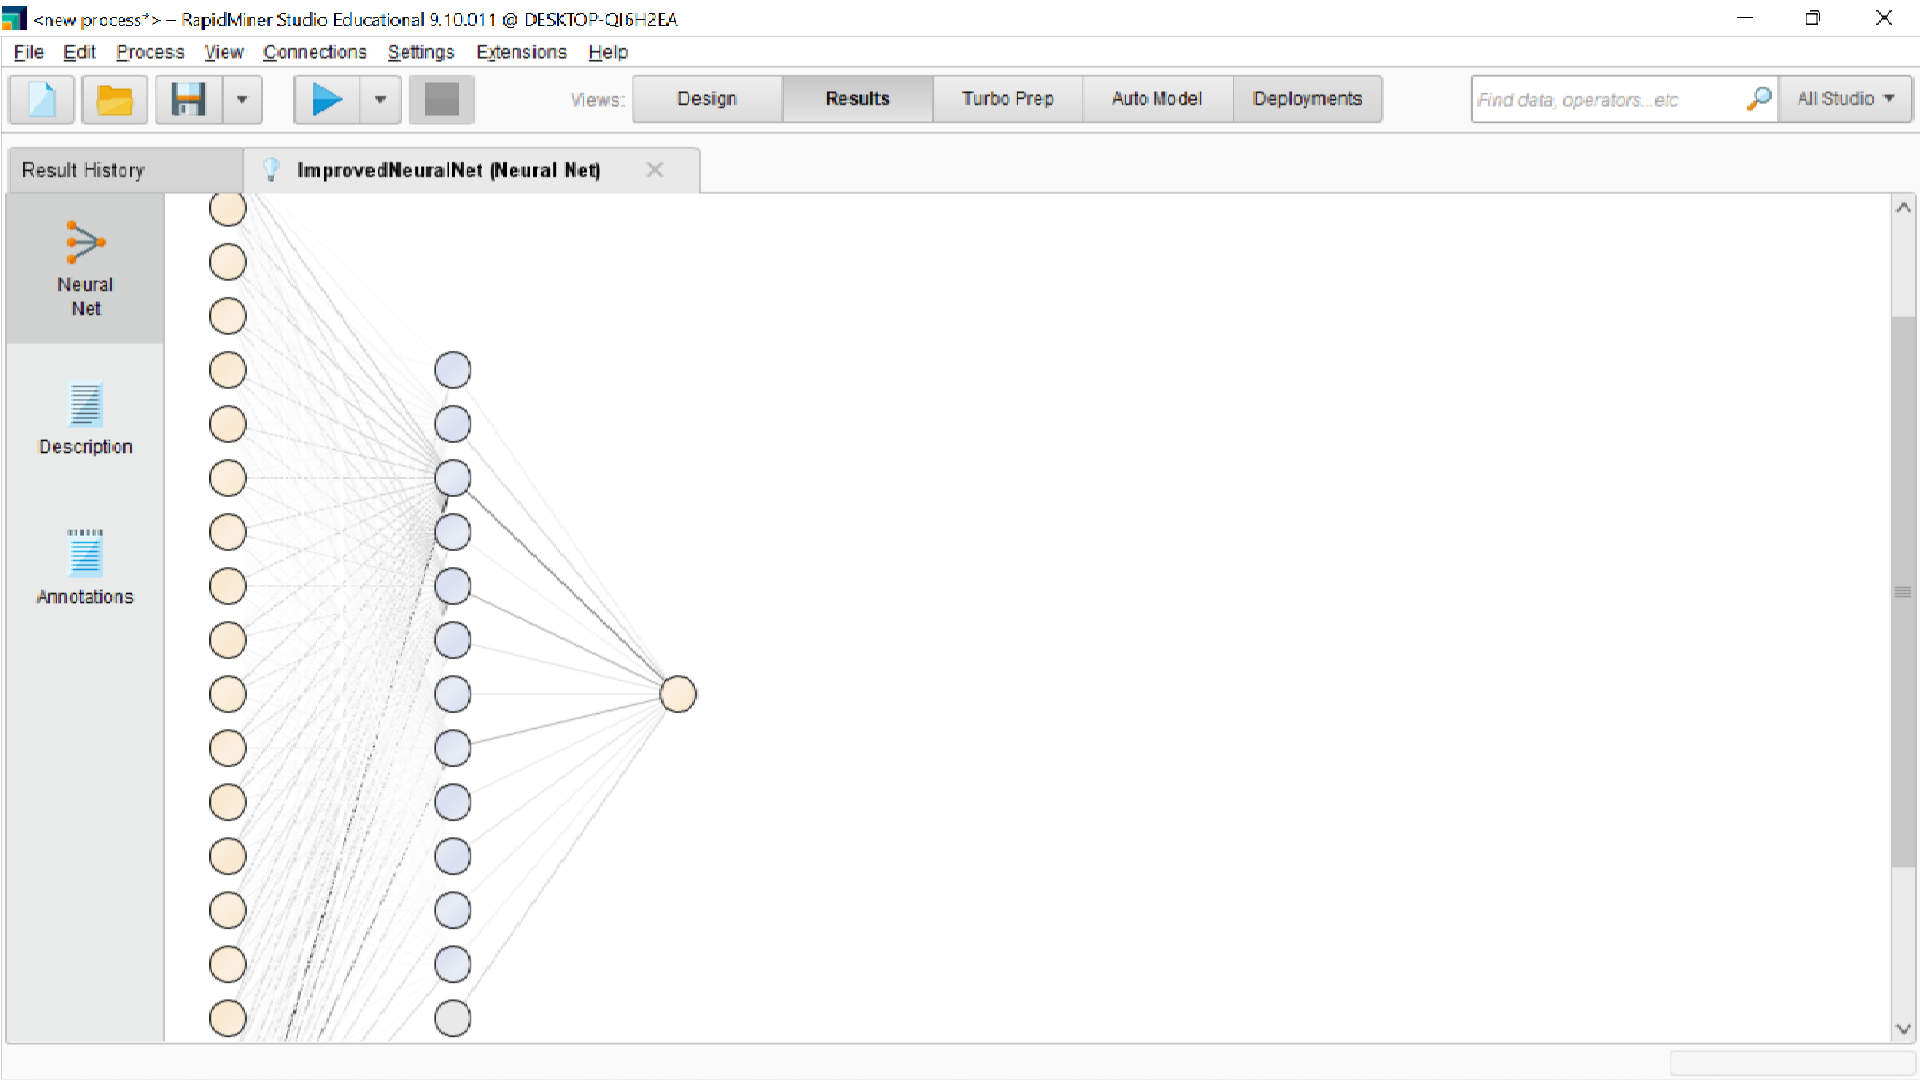 <new process*> – RapidMiner Studio Educational 9.10.011 @ DESKTOP-QI6H2EA
File Edit Process View Connections Settings Extensions Help
Views: Design Results Turbo Prep Auto Model Deployments Find data, operators...etc All Studio
Result History ImprovedNeuralNet (Neural Net)
Neural
Net
Description
Annotations